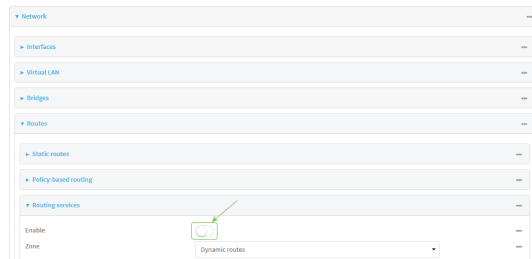 Network
Interfaces
Virtual LAN
Bridges
Routes
Static routes
Policy-based routing
Routing services
Enable
Zone
Dynamic routes